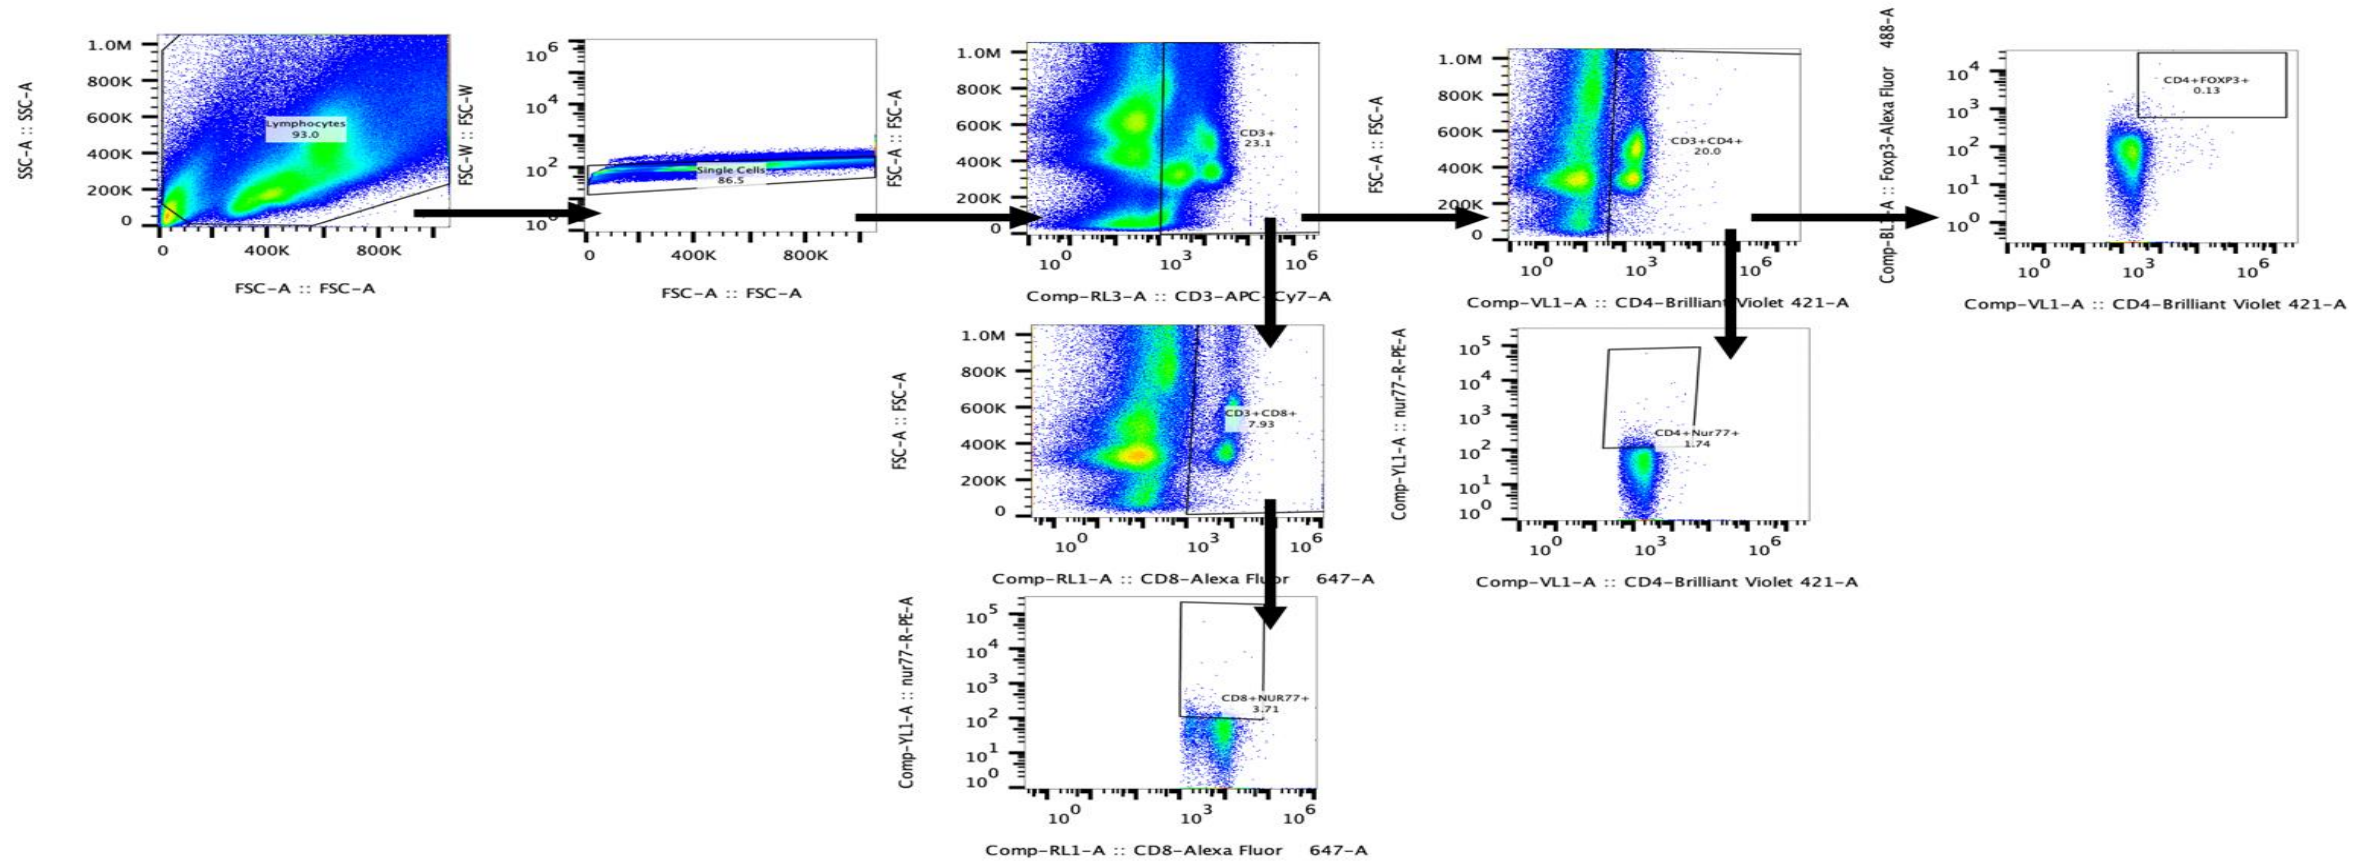 SSC-A :: SSC-A
1.0M
800K
600K
400K
200K
0
Lymphocytes
93.0
0
400K
800K
FSC-A :: FSC-A
FSC-W :: FSC-W
10^6
10^4
10^2
10^0
Single Cells
86.5
0
400K
800K
FSC-A :: FSC-A
FSC-A :: FSC-A
1.0M
800K
600K
400K
200K
0
CD3+
23.1
10^0
10^3
10^6
Comp-RL3-A :: CD3-APC-Cy7-A
FSC-A :: FSC-A
1.0M
800K
600K
400K
200K
0
CD3+CD4+
20.0
10^0
10^3
10^6
Comp-VL1-A :: CD4-Brilliant Violet 421-A
Comp-BL1-A :: Foxp3-Alexa Fluor 488-A
10^4
10^3
10^2
10^1
10^0
CD4+FOXP3+
0.13
10^0
10^3
10^6
Comp-VL1-A :: CD4-Brilliant Violet 421-A
FSC-A :: FSC-A
1.0M
800K
600K
400K
200K
0
CD3+CD8+
7.93
10^0
10^3
10^6
Comp-RL1-A :: CD8-Alexa Fluor 647-A
Comp-YL1-A :: nur77-R-PE-A
10^5
10^4
10^3
10^2
10^1
10^0
CD4+Nur77+
1.74
10^0
10^3
10^6
Comp-VL1-A :: CD4-Brilliant Violet 421-A
Comp-YL1-A :: nur77-R-PE-A
10^5
10^4
10^3
10^2
10^1
10^0
CD8+NUR77+
3.71
10^0
10^3
10^6
Comp-RL1-A :: CD8-Alexa Fluor 647-A